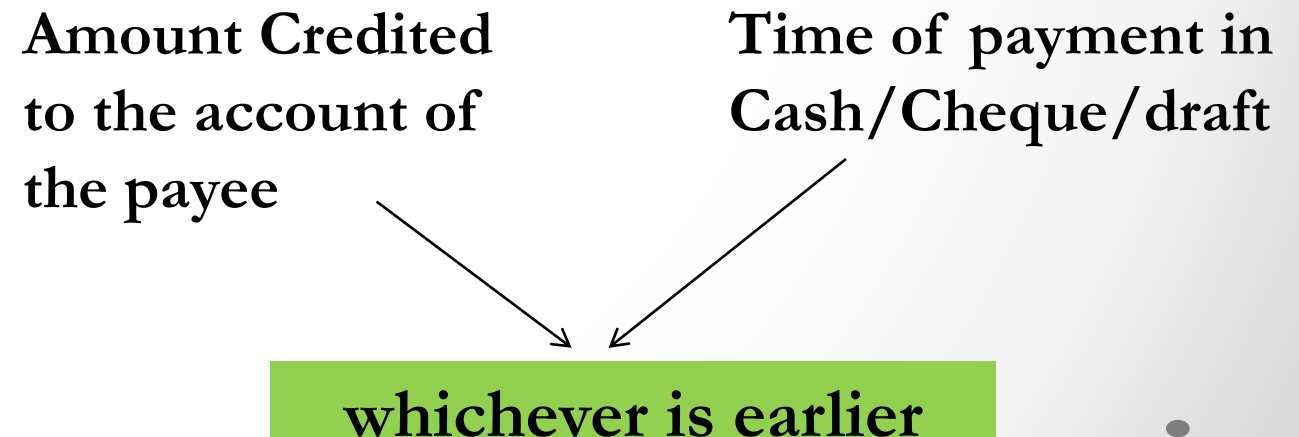 Amount Credited
to the account of
the payee
Time of payment in
Cash/Cheque/draft
whichever is earlier